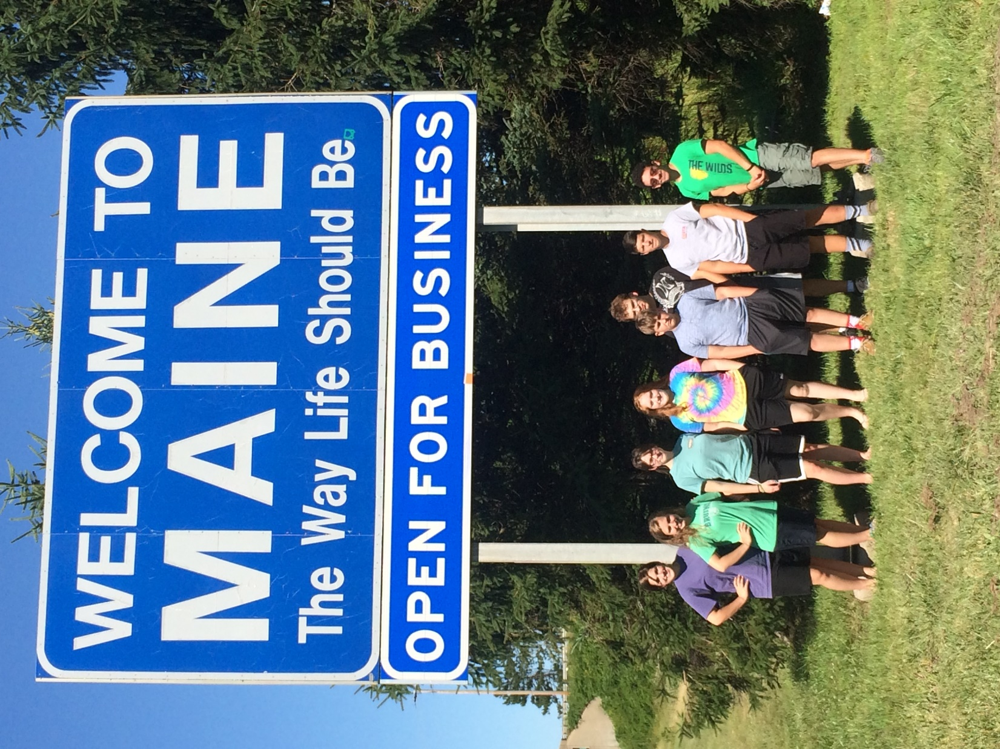 WELCOME TO
MAINE
The Way Life Should Be.
OPEN FOR BUSINESS
THE WILDS